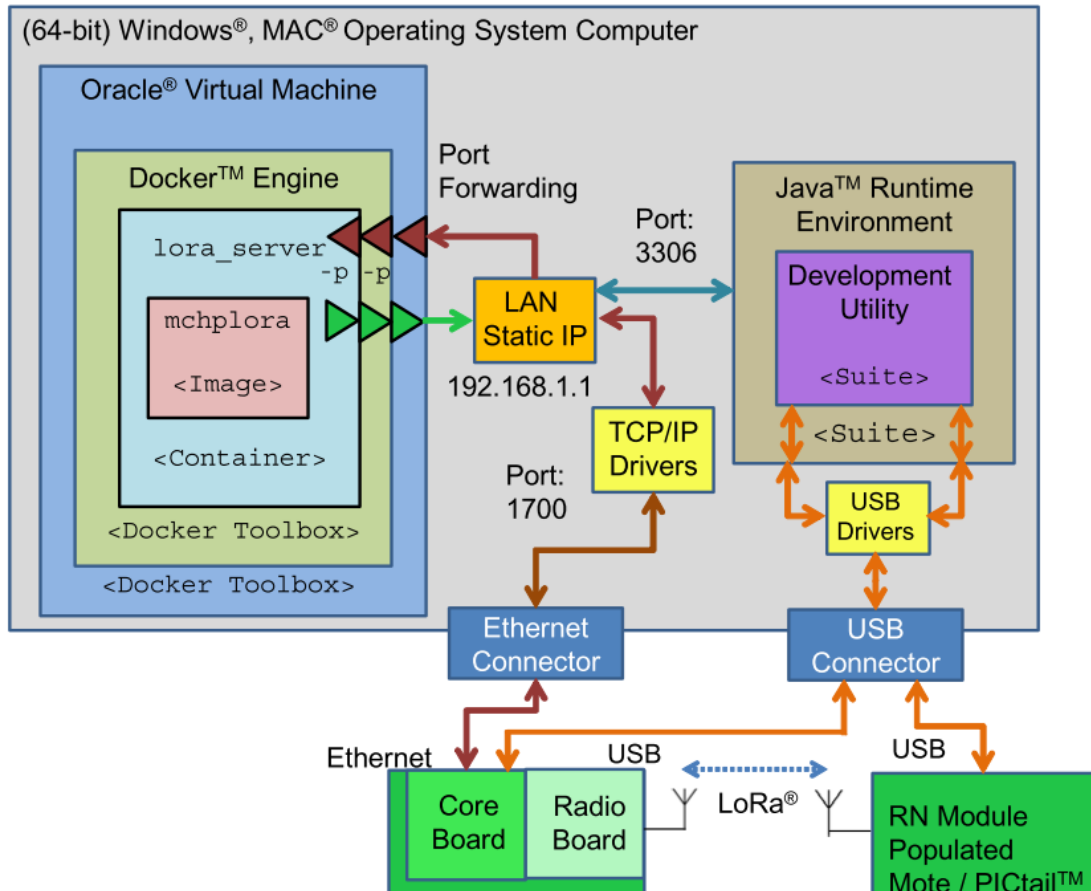 (64-bit) Windows®, MAC® Operating System Computer
Oracle® Virtual Machine
Docker™ Engine
lora_server
-p -p
mchplora
<Image>
<Container>
<Docker Toolbox>
<Docker Toolbox>
Port
Forwarding
LAN
Static IP
192.168.1.1
Port:
3306
Java™ Runtime
Environment
Development
Utility
<Suite>
<Suite>
TCP/IP
Drivers
Port:
1700
USB
Drivers
Ethernet
Connector
USB
Connector
Ethernet
USB
USB
Core
Board
Radio
Board
LoRa®
RN Module
Populated
Mote / PICtail™